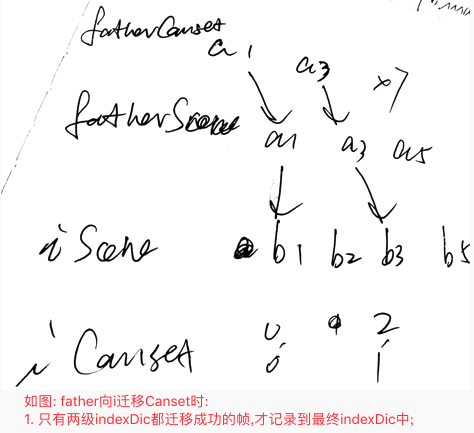 fatherCanset
a1 a3 x7
fatherScene
a1 a3 a5
iScene b1 b2 b3 b5
iCanset 0 2
0 1
如图: father向i迁移Canset时:
1. 只有两级indexDic都迁移成功的帧,才记录到最终indexDic中;